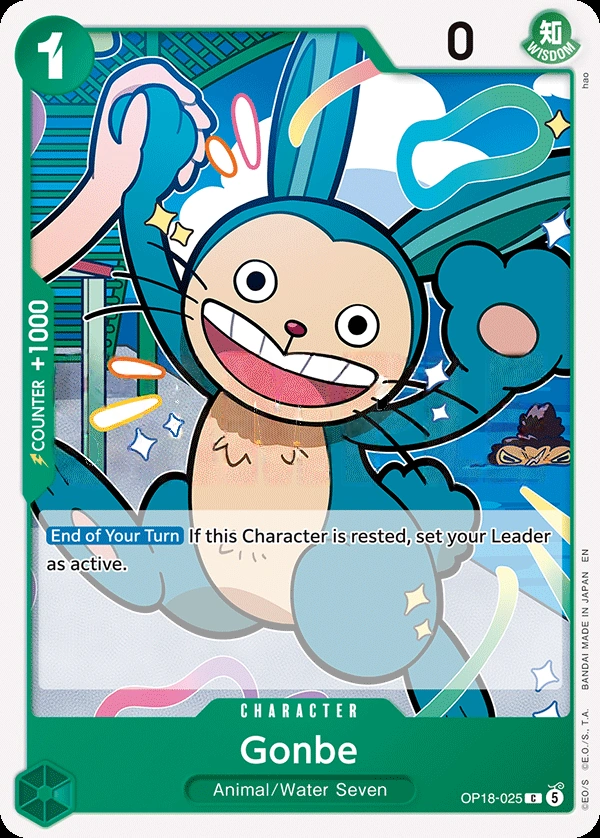 1
0
知
WISDOM
hao
COUNTER +1000
End of Your Turn If this Character is rested, set your Leader
as active.
BANDAI MADE IN JAPAN EN
©EO/S ©E.O./S., T.A.
CHARACTER
Gonbe
Animal/Water Seven
OP18-025 C 5